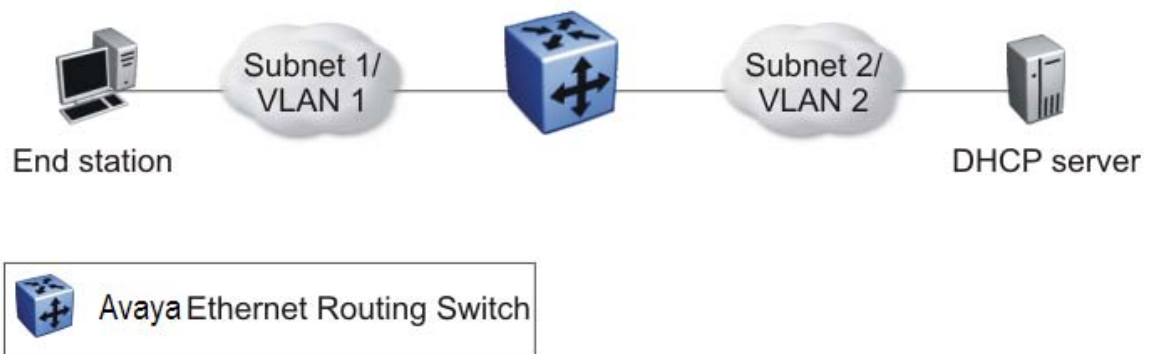 Subnet 1/
VLAN 1
Subnet 2/
VLAN 2
End station
DHCP server
Avaya Ethernet Routing Switch